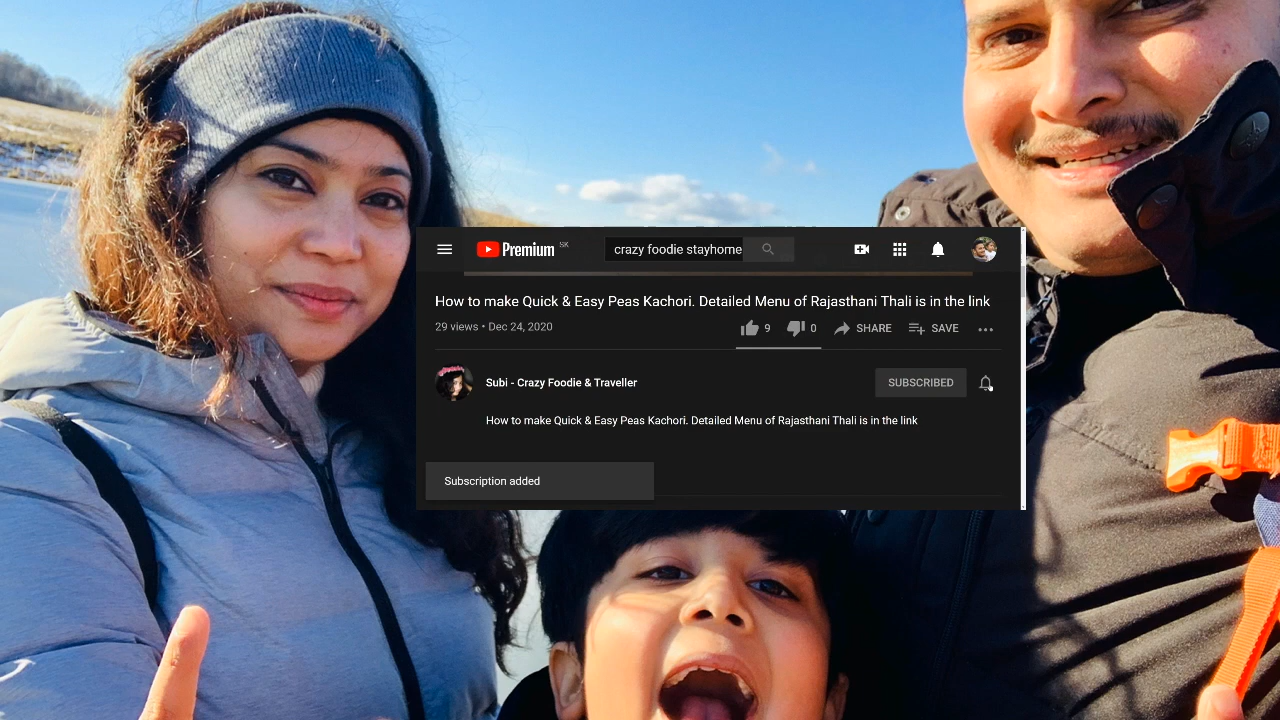 Premium SK
crazy foodie stayhome
How to make Quick & Easy Peas Kachori. Detailed Menu of Rajasthani Thali is in the link
29 views • Dec 24, 2020
9 0 SHARE SAVE
Subi - Crazy Foodie & Traveller
SUBSCRIBED
How to make Quick & Easy Peas Kachori. Detailed Menu of Rajasthani Thali is in the link
Subscription added